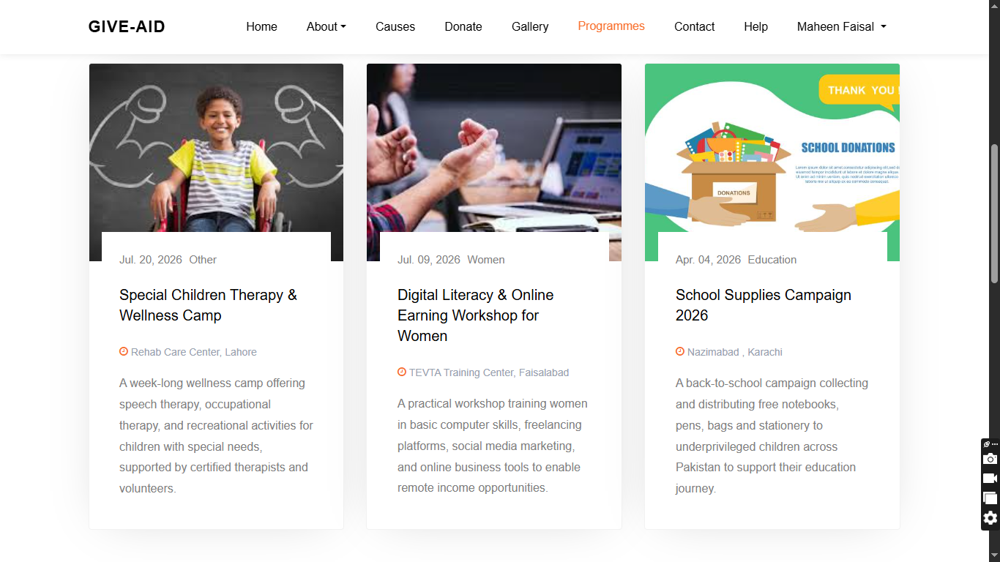 GIVE-AID
Home
About
Causes
Donate
Gallery
Programmes
Contact
Help
Maheen Faisal
Jul. 20, 2026 Other
Special Children Therapy &
Wellness Camp
Rehab Care Center, Lahore
A week-long wellness camp offering
speech therapy, occupational
therapy, and recreational activities for
children with special needs,
supported by certified therapists and
volunteers.
Jul. 09, 2026 Women
Digital Literacy & Online
Earning Workshop for
Women
TEVTA Training Center, Faisalabad
A practical workshop training women
in basic computer skills, freelancing
platforms, social media marketing,
and online business tools to enable
remote income opportunities.
THANK YOU !
SCHOOL DONATIONS
DONATIONS
Apr. 04, 2026 Education
School Supplies Campaign
2026
Nazimabad , Karachi
A back-to-school campaign collecting
and distributing free notebooks,
pens, bags and stationery to
underprivileged children across
Pakistan to support their education
journey.